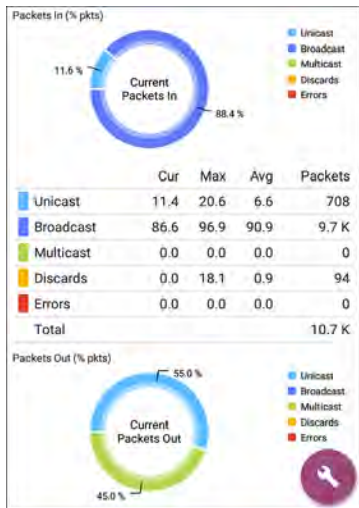 Packets In (% pkts)
Unicast
Broadcast
Multicast
Discards
Errors
11.6 %
Current
Packets In
88.4 %
Cur Max Avg Packets
Unicast 11.4 20.6 6.6 708
Broadcast 86.6 96.9 90.9 9.7 K
Multicast 0.0 0.0 0.0 0
Discards 0.0 18.1 0.9 94
Errors 0.0 0.0 0.0 0
Total 10.7 K
Packets Out (% pkts)
55.0 %
Unicast
Broadcast
Multicast
Discards
Errors
Current
Packets Out
45.0 %